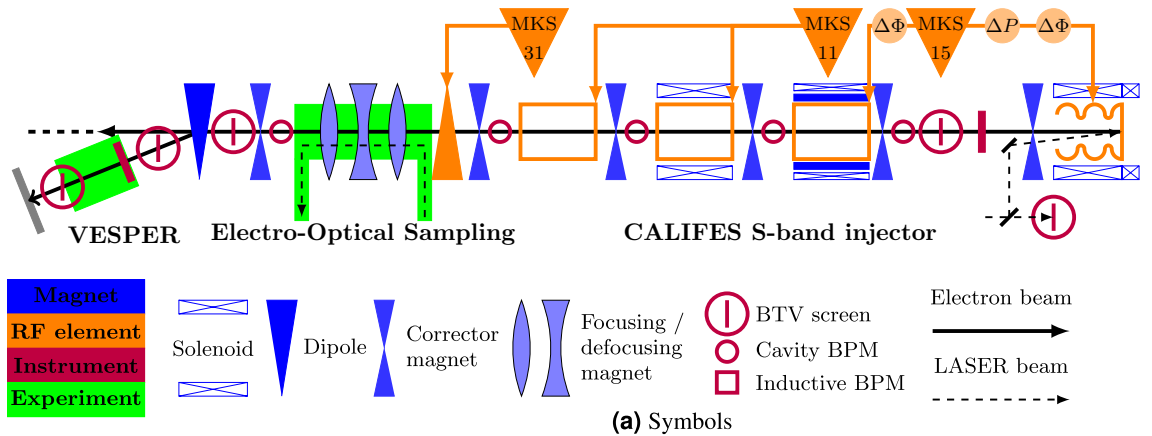 MKS
31
MKS
11
ΔΦ
MKS
15
ΔP
ΔΦ
VESPER
Electro-Optical Sampling
CALIFES S-band injector
Magnet
RF element
Instrument
Experiment
Solenoid
Dipole
Corrector
magnet
Focusing /
defocusing
magnet
BTV screen
Cavity BPM
Inductive BPM
Electron beam
LASER beam
(a) Symbols